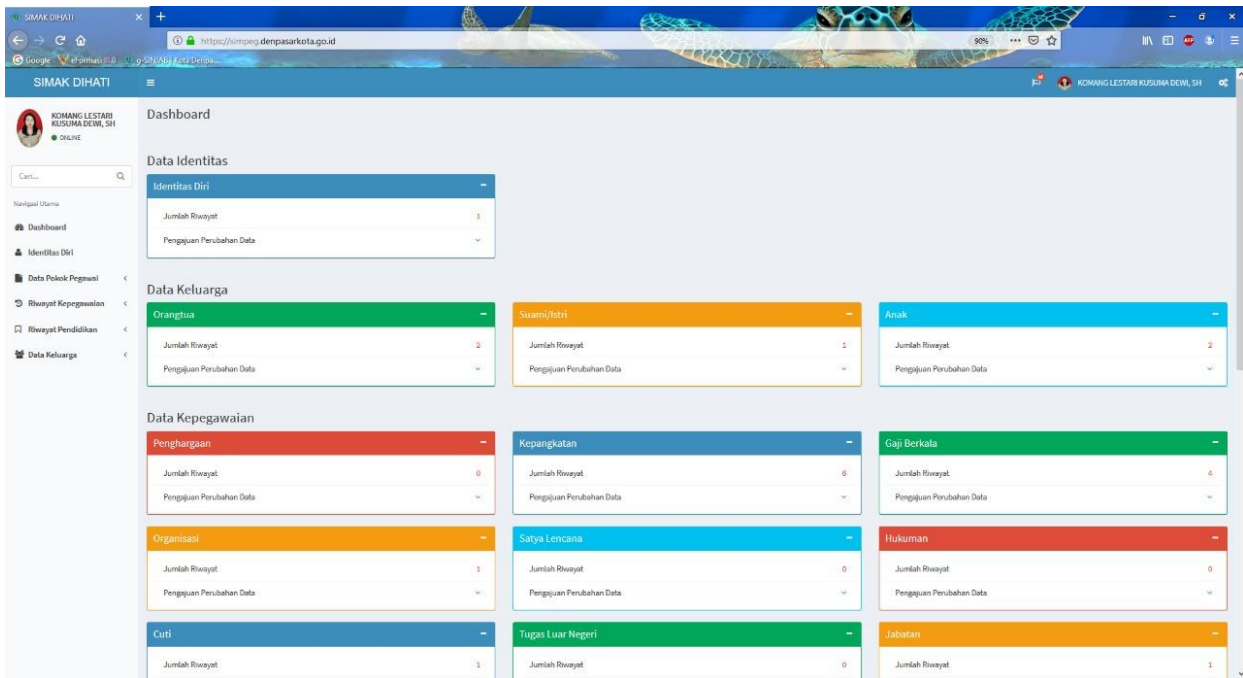 SIMAK DIHATI
https://simpeg.denpasarkota.go.id
90%
Google
SIMAK DIHATI
KOMANG LESTARI KUSUMA DEWI, SH
KOMANG LESTARI
KUSUMA DEWI, SH
ONLINE
Cari...
Navigasi Utama
Dashboard
Identitas Diri
Data Pokok Pegawai
Riwayat Kepegawaian
Riwayat Pendidikan
Data Keluarga
Dashboard
Data Identitas
Identitas Diri
Jumlah Riwayat 1
Pengajuan Perubahan Data
Data Keluarga
Orangtua Suami/Istri Anak
Jumlah Riwayat 2 Jumlah Riwayat 1 Jumlah Riwayat 2
Pengajuan Perubahan Data Pengajuan Perubahan Data Pengajuan Perubahan Data
Data Kepegawaian
Penghargaan Kepangkatan Gaji Berkala
Jumlah Riwayat 0 Jumlah Riwayat 6 Jumlah Riwayat 4
Pengajuan Perubahan Data Pengajuan Perubahan Data Pengajuan Perubahan Data
Organisasi Satya Lencana Hukuman
Jumlah Riwayat 1 Jumlah Riwayat 0 Jumlah Riwayat 0
Pengajuan Perubahan Data Pengajuan Perubahan Data Pengajuan Perubahan Data
Cuti Tugas Luar Negeri Jabatan
Jumlah Riwayat 1 Jumlah Riwayat 0 Jumlah Riwayat 1